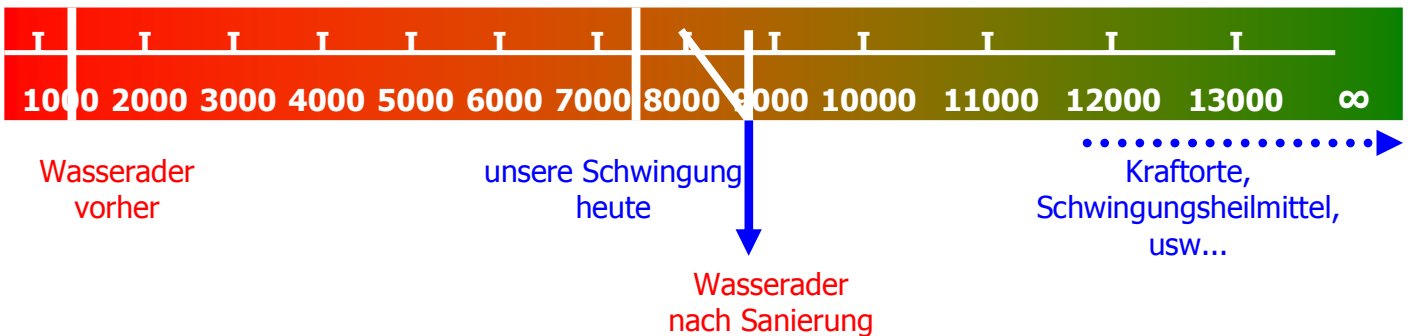 1000 2000 3000 4000 5000 6000 7000 8000 9000 10000 11000 12000 13000 ∞
Wasserader
vorher
unsere Schwingung
heute
Kraftorte,
Schwingungsheilmittel,
usw...
Wasserader
nach Sanierung